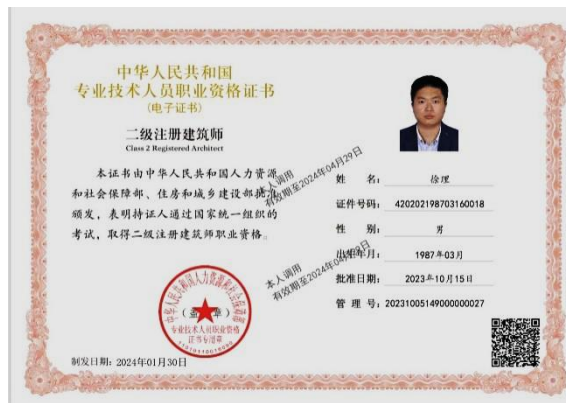 中华人民共和国
专业技术人员职业资格证书
(电子证书)
二级注册建筑师
Class 2 Registered Architect
本证书由中华人民共和国人力资源
和社会保障部、住房和城乡建设部批准
颁发,表明持证人通过国家统一组织的
考试,取得二级注册建筑师职业资格。
本人调用
有效期至2024年04月29日
姓 名: 徐理
证件号码: 420202198703160018
性 别: 男
出生年月: 1987年03月
批准日期: 2023年10月15日
管 理 号: 20231005149000000027
本人调用
有效期至2024年04月29日
(签 章)
专业技术人员职业资格
证书专用章
制发日期: 2024年01月30日